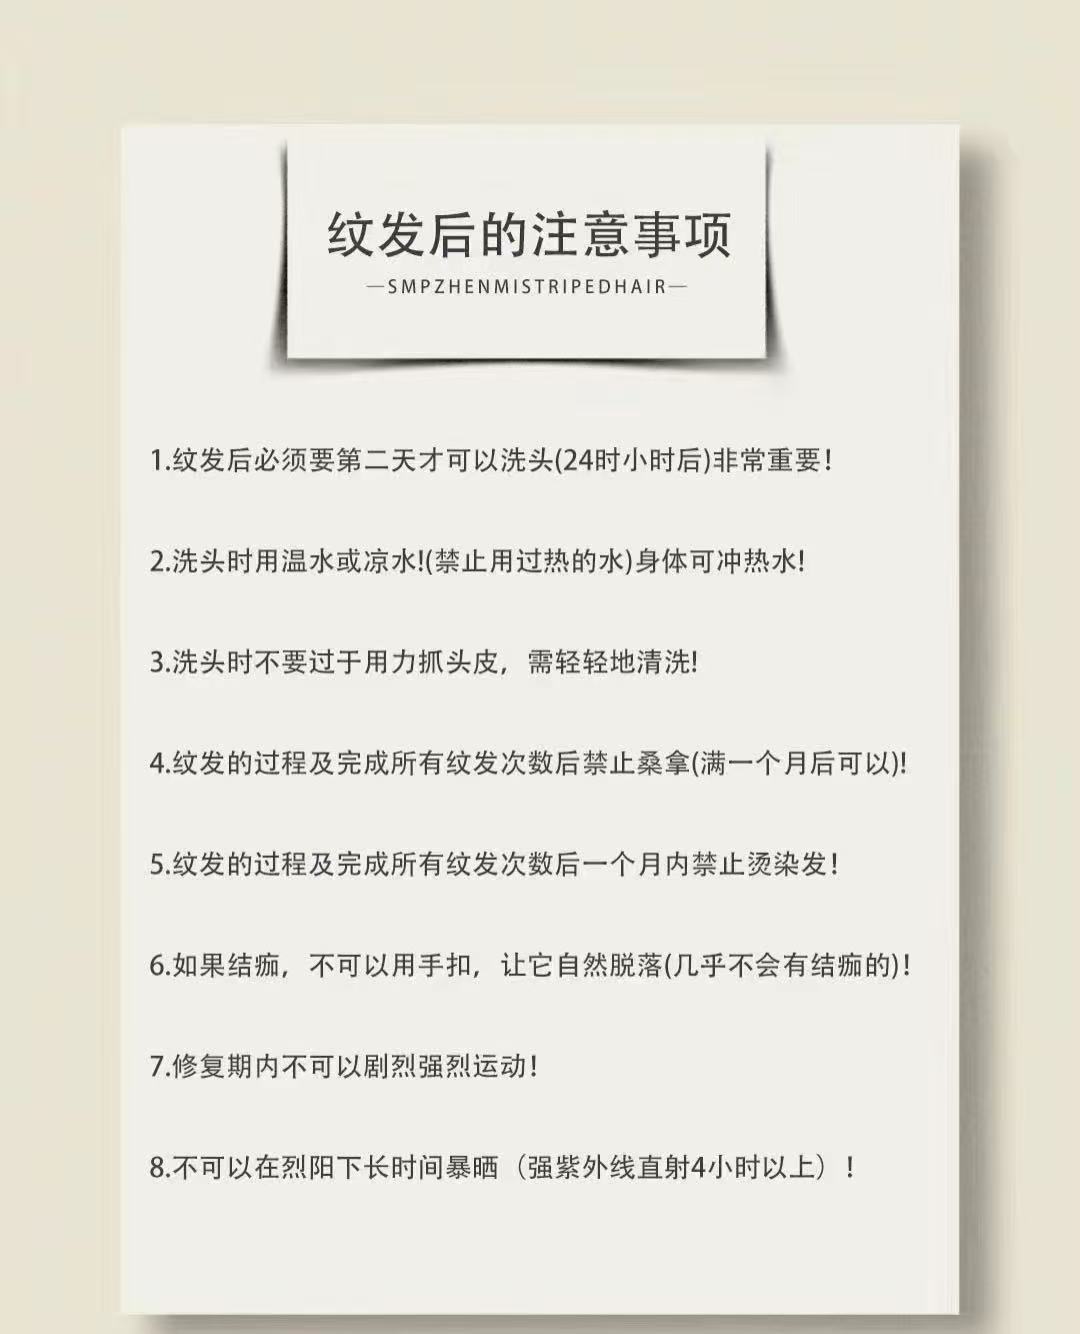 纹发后的注意事项
—SMPZHENMISTRIPEDHAIR—
1.纹发后必须要第二天才可以洗头(24时小时后)非常重要！
2.洗头时用温水或凉水!(禁止用过热的水)身体可冲热水!
3.洗头时不要过于用力抓头皮，需轻轻地清洗!
4.纹发的过程及完成所有纹发次数后禁止桑拿(满一个月后可以)!
5.纹发的过程及完成所有纹发次数后一个月内禁止烫染发！
6.如果结痂，不可以用手扣，让它自然脱落(几乎不会有结痂的)！
7.修复期内不可以剧烈强烈运动！
8.不可以在烈阳下长时间暴晒（强紫外线直射4小时以上）！